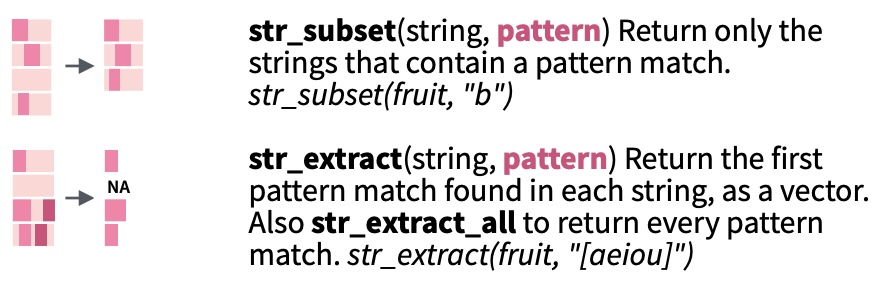 str_subset(string, pattern) Return only the
strings that contain a pattern match.
str_subset(fruit, "b")
str_extract(string, pattern) Return the first
NA
pattern match found in each string, as a vector.
Also str_extract_all to return every pattern
match. str_extract(fruit, "[aeiou]")